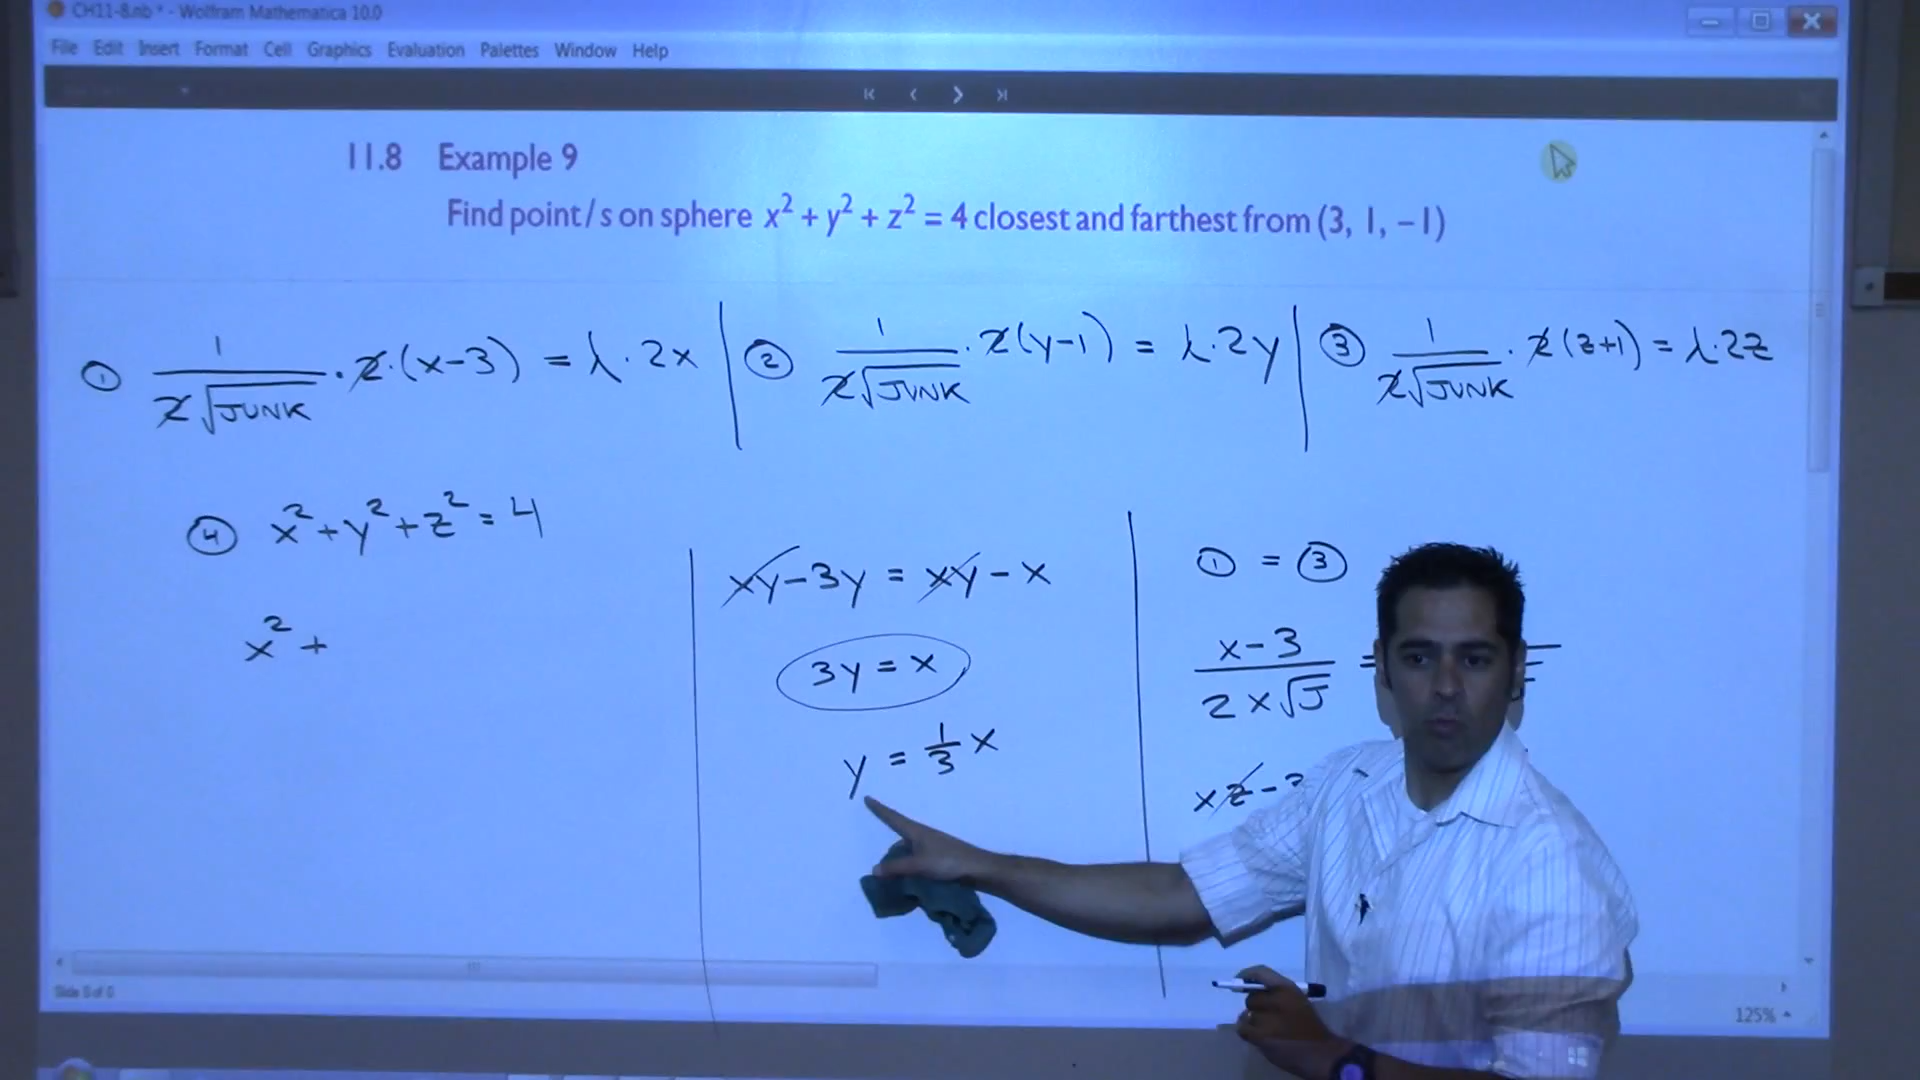 CH11-8.nb * - Wolfram Mathematica 10.0
File Edit Insert Format Cell Graphics Evaluation Palettes Window Help
11.8 Example 9
Find point/s on sphere x² + y² + z² = 4 closest and farthest from (3, 1, −1)
① 1/(2√JUNK) · 2·(x−3) = λ·2x
② 1/(2√JUNK) · 2(y−1) = λ·2y
③ 1/(2√JUNK) · 2(z+1) = λ·2z
④ x² + y² + z² = 4
x² +
xy − 3y = xy − x
3y = x
y = 1/3 x
① = ③
(x−3)/(2x√J) =
xz −
125%